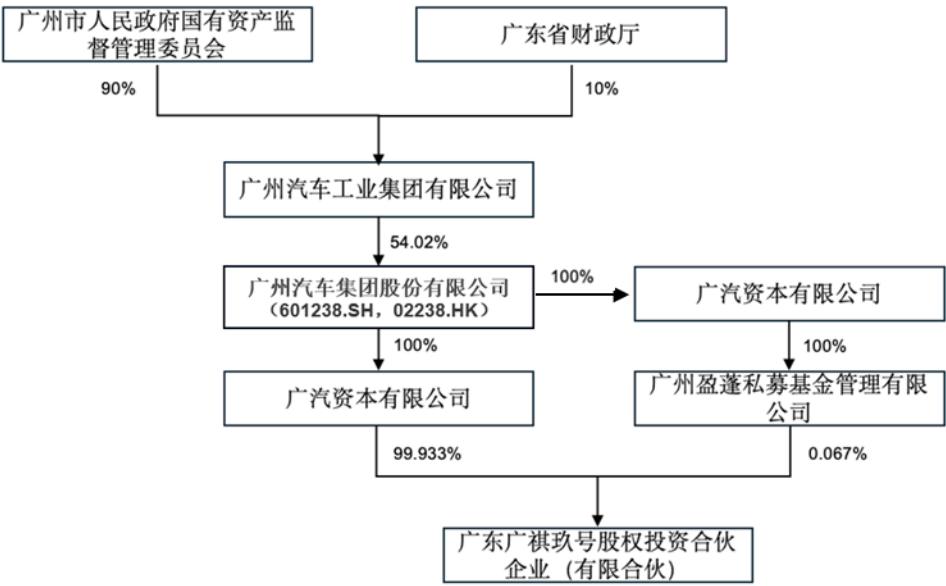 广州市人民政府国有资产监
督管理委员会
广东省财政厅
90%
10%
广州汽车工业集团有限公司
54.02%
广州汽车集团股份有限公司
（601238.SH，02238.HK）
100%
广汽资本有限公司
100%
100%
广汽资本有限公司
广州盈蓬私募基金管理有限
公司
99.933%
0.067%
广东广祺玖号股权投资合伙
企业（有限合伙）